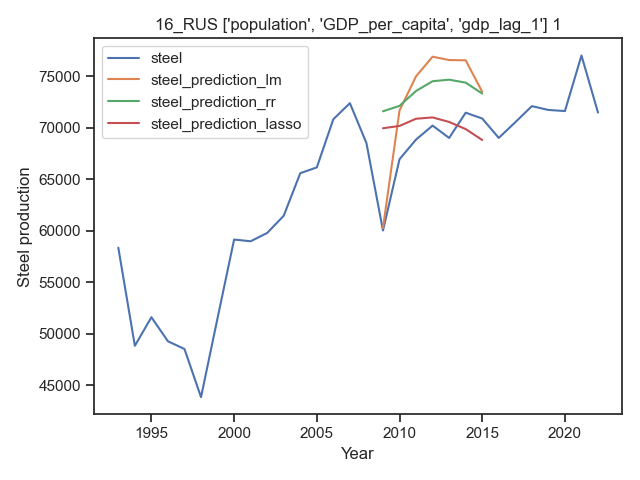 16_RUS ['population', 'GDP_per_capita', 'gdp_lag_1'] 1
steel
steel_prediction_lm
steel_prediction_rr
steel_prediction_lasso
Steel production
75000
70000
65000
60000
55000
50000
45000
1995 2000 2005 2010 2015 2020
Year